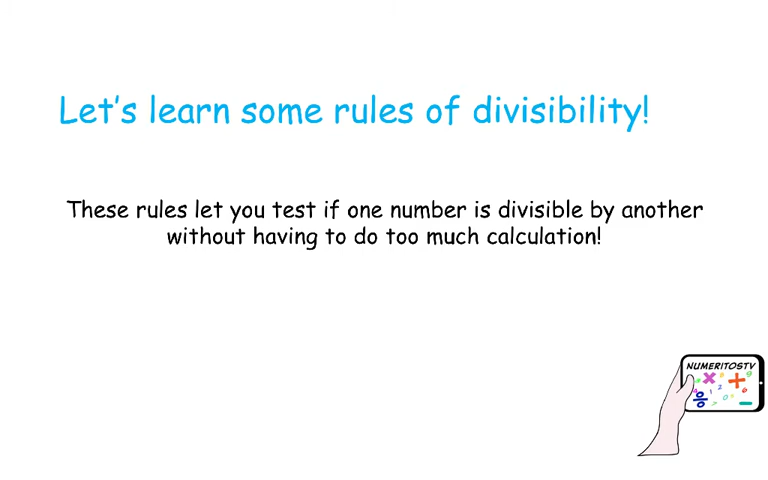 Let's learn some rules of divisibility!
These rules let you test if one number is divisible by another
without having to do too much calculation!
NUMERITOSTV